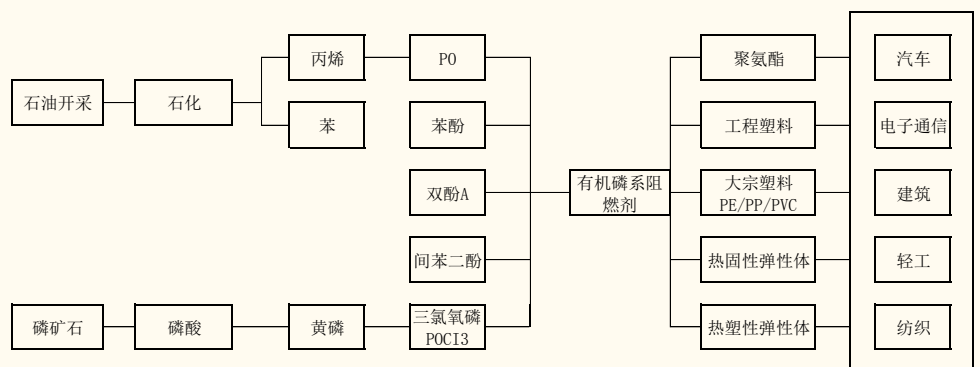 丙烯
PO
聚氨酯
汽车
石油开采
石化
苯
苯酚
工程塑料
电子通信
双酚A
有机磷系阻
燃剂
大宗塑料
PE/PP/PVC
建筑
间苯二酚
热固性弹性体
轻工
磷矿石
磷酸
黄磷
三氯氧磷
POCI3
热塑性弹性体
纺织